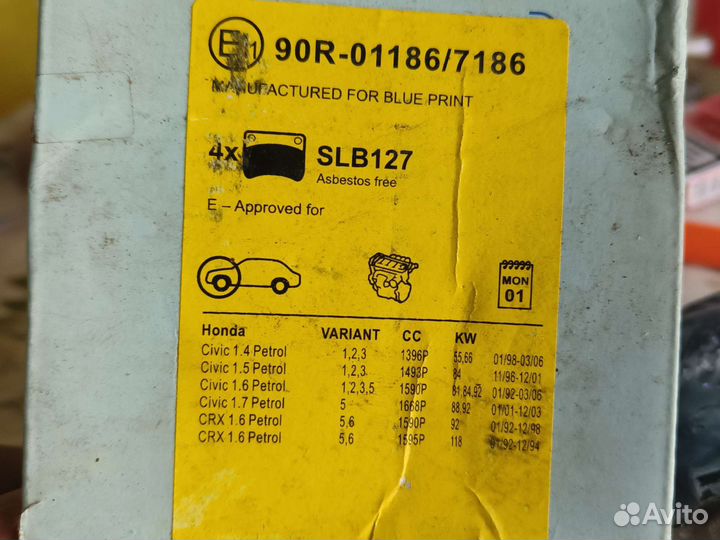 E1 90R-01186/7186
MANUFACTURED FOR BLUE PRINT
4x SLB127
Asbestos free
E – Approved for
MON
01
Honda VARIANT CC KW
Civic 1.4 Petrol 1,2,3 1396P 55,66 01/98-03/06
Civic 1.5 Petrol 1,2,3 1493P 84 11/96-12/01
Civic 1.6 Petrol 1,2,3,5 1590P 81,84,92 01/92-03/06
Civic 1.7 Petrol 5 1668P 88,92 01/01-12/03
CRX 1.6 Petrol 5,6 1590P 92 01/92-12/98
CRX 1.6 Petrol 5,6 1595P 118 01/92-12/94
Avito